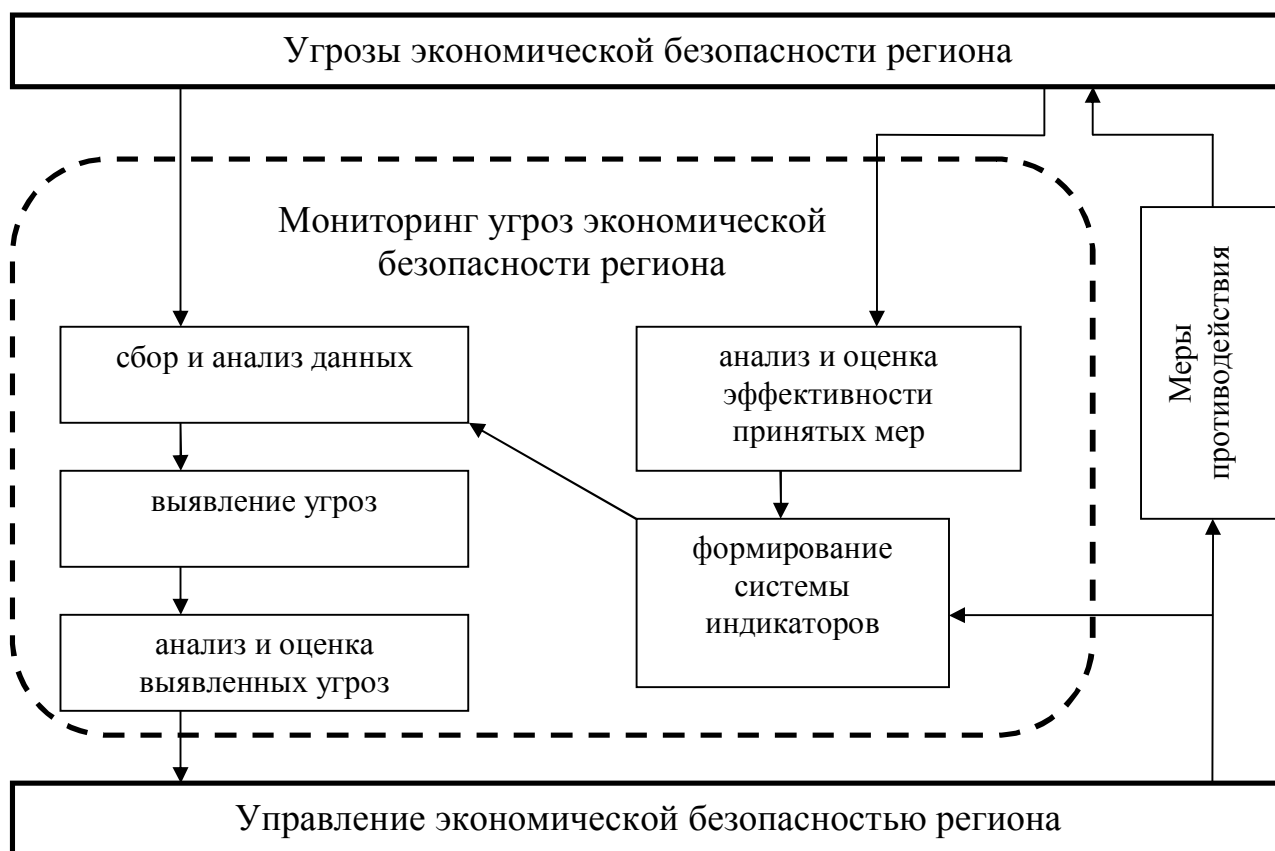 Угрозы экономической безопасности региона
Мониторинг угроз экономической
безопасности региона
сбор и анализ данных
выявление угроз
анализ и оценка
выявленных угроз
анализ и оценка
эффективности
принятых мер
формирование
системы
индикаторов
Меры
противодействия
Управление экономической безопасностью региона